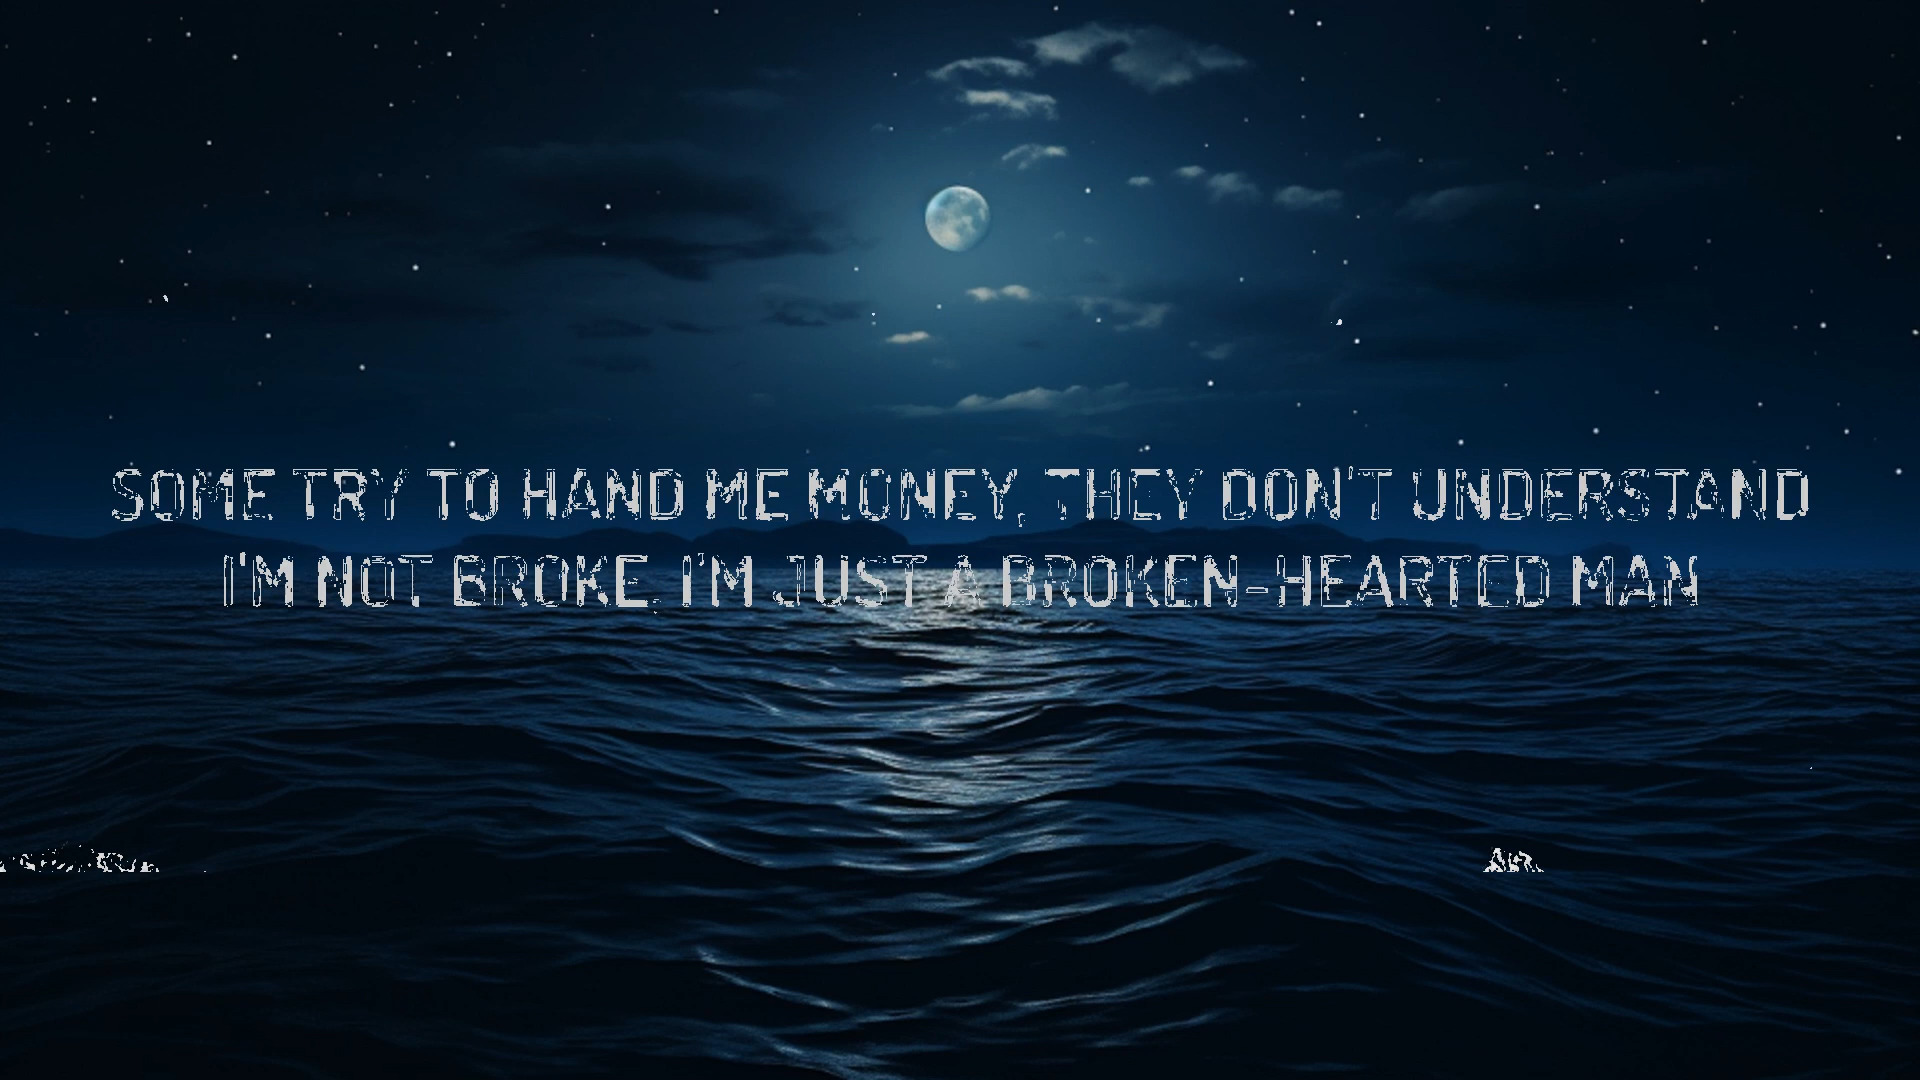 SOME TRY TO HAND ME MONEY, THEY DON'T UNDERSTAND
I'M NOT BROKE, I'M JUST A BROKEN-HEARTED MAN